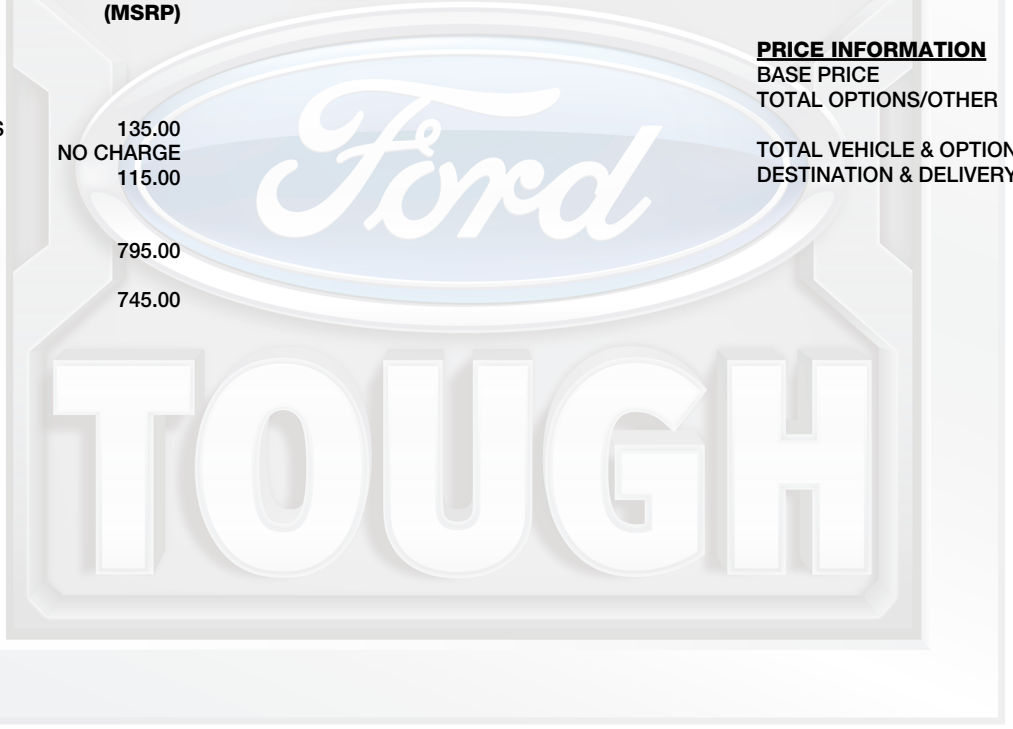 (MSRP)
PRICE INFORMATION
BASE PRICE
TOTAL OPTIONS/OTHER
135.00
NO CHARGE
TOTAL VEHICLE & OPTION
115.00
DESTINATION & DELIVERY
795.00
745.00
Ford
TOUGH